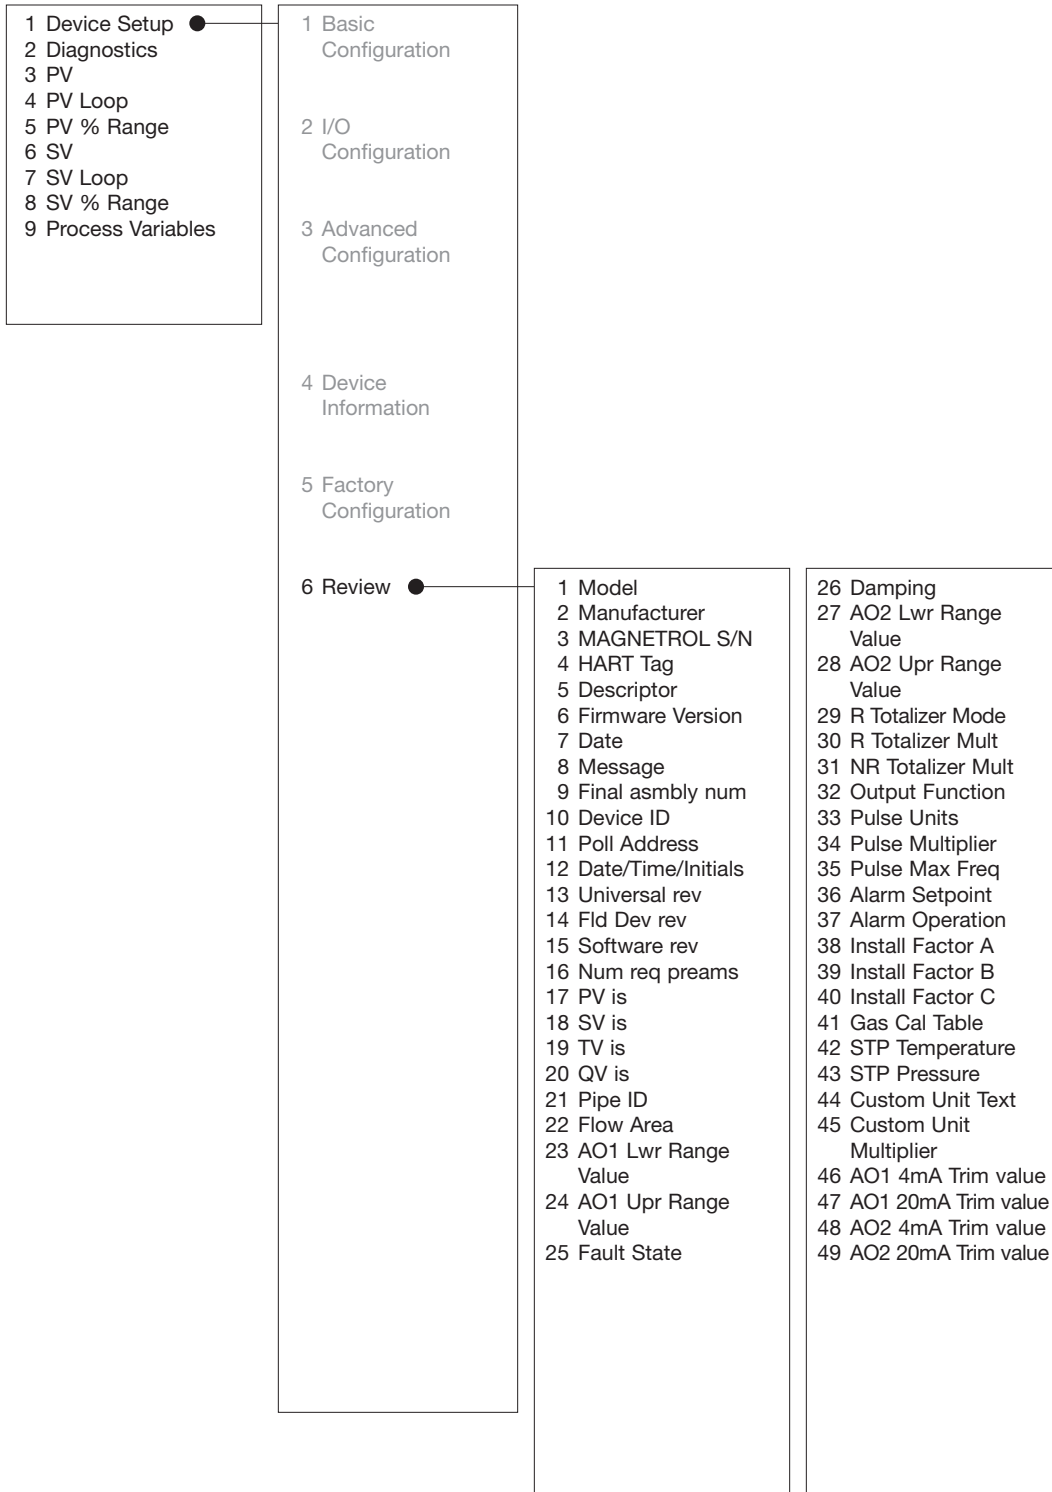 1 Device Setup
2 Diagnostics
3 PV
4 PV Loop
5 PV % Range
6 SV
7 SV Loop
8 SV % Range
9 Process Variables
1 Basic
Configuration
2 I/O
Configuration
3 Advanced
Configuration
4 Device
Information
5 Factory
Configuration
6 Review
1 Model
2 Manufacturer
3 MAGNETROL S/N
4 HART Tag
5 Descriptor
6 Firmware Version
7 Date
8 Message
9 Final asmbly num
10 Device ID
11 Poll Address
12 Date/Time/Initials
13 Universal rev
14 Fld Dev rev
15 Software rev
16 Num req preams
17 PV is
18 SV is
19 TV is
20 QV is
21 Pipe ID
22 Flow Area
23 AO1 Lwr Range
Value
24 AO1 Upr Range
Value
25 Fault State
26 Damping
27 AO2 Lwr Range
Value
28 AO2 Upr Range
Value
29 R Totalizer Mode
30 R Totalizer Mult
31 NR Totalizer Mult
32 Output Function
33 Pulse Units
34 Pulse Multiplier
35 Pulse Max Freq
36 Alarm Setpoint
37 Alarm Operation
38 Install Factor A
39 Install Factor B
40 Install Factor C
41 Gas Cal Table
42 STP Temperature
43 STP Pressure
44 Custom Unit Text
45 Custom Unit
Multiplier
46 AO1 4mA Trim value
47 AO1 20mA Trim value
48 AO2 4mA Trim value
49 AO2 20mA Trim value